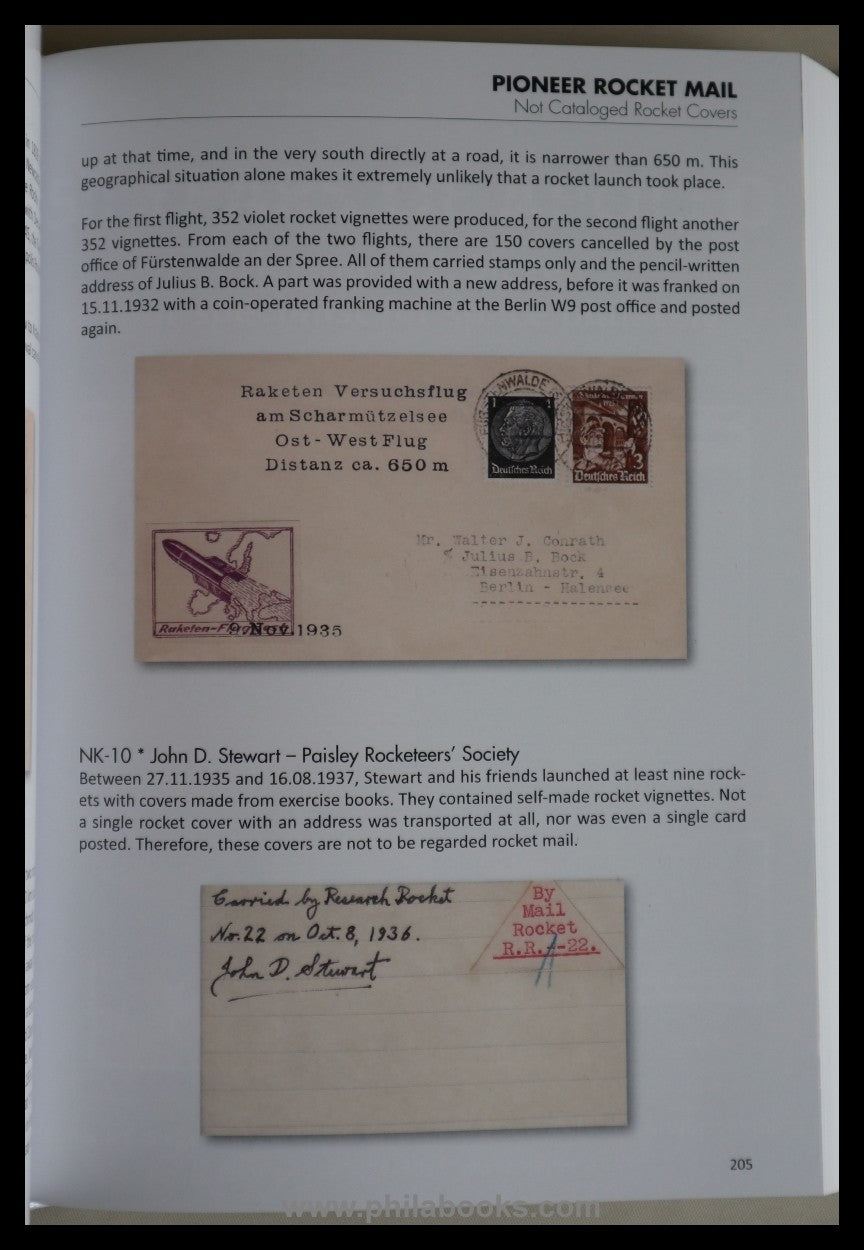 PIONEER ROCKET MAIL
Not Cataloged Rocket Covers
up at that time, and in the very south directly at a road, it is narrower than 650 m. This
geographical situation alone makes it extremely unlikely that a rocket launch took place.
For the first flight, 352 violet rocket vignettes were produced, for the second flight another
352 vignettes. From each of the two flights, there are 150 covers cancelled by the post
office of Fürstenwalde an der Spree. All of them carried stamps only and the pencil-written
address of Julius B. Bock. A part was provided with a new address, before it was franked on
15.11.1932 with a coin-operated franking machine at the Berlin W9 post office and posted
again.
Raketen Versuchsflug
am Scharmützelsee
Ost-West Flug
Distanz ca. 650 m
Deutsches Reich
3
Deutsches Reich
Mr. Walter J. Conrath
% Julius B. Bock
Eisenzahnstr. 4
Berlin - Halensee
Raketen-
9 Nov. 1935
NK-10 * John D. Stewart – Paisley Rocketeers' Society
Between 27.11.1935 and 16.08.1937, Stewart and his friends launched at least nine rock-
ets with covers made from exercise books. They contained self-made rocket vignettes. Not
a single rocket cover with an address was transported at all, nor was even a single card
posted. Therefore, these covers are not to be regarded rocket mail.
Carried by Research Rocket
No. 22 on Oct. 8, 1936.
John D. Stewart
By
Mail
Rocket
R.R.A-22.
205
www.philabooks.com